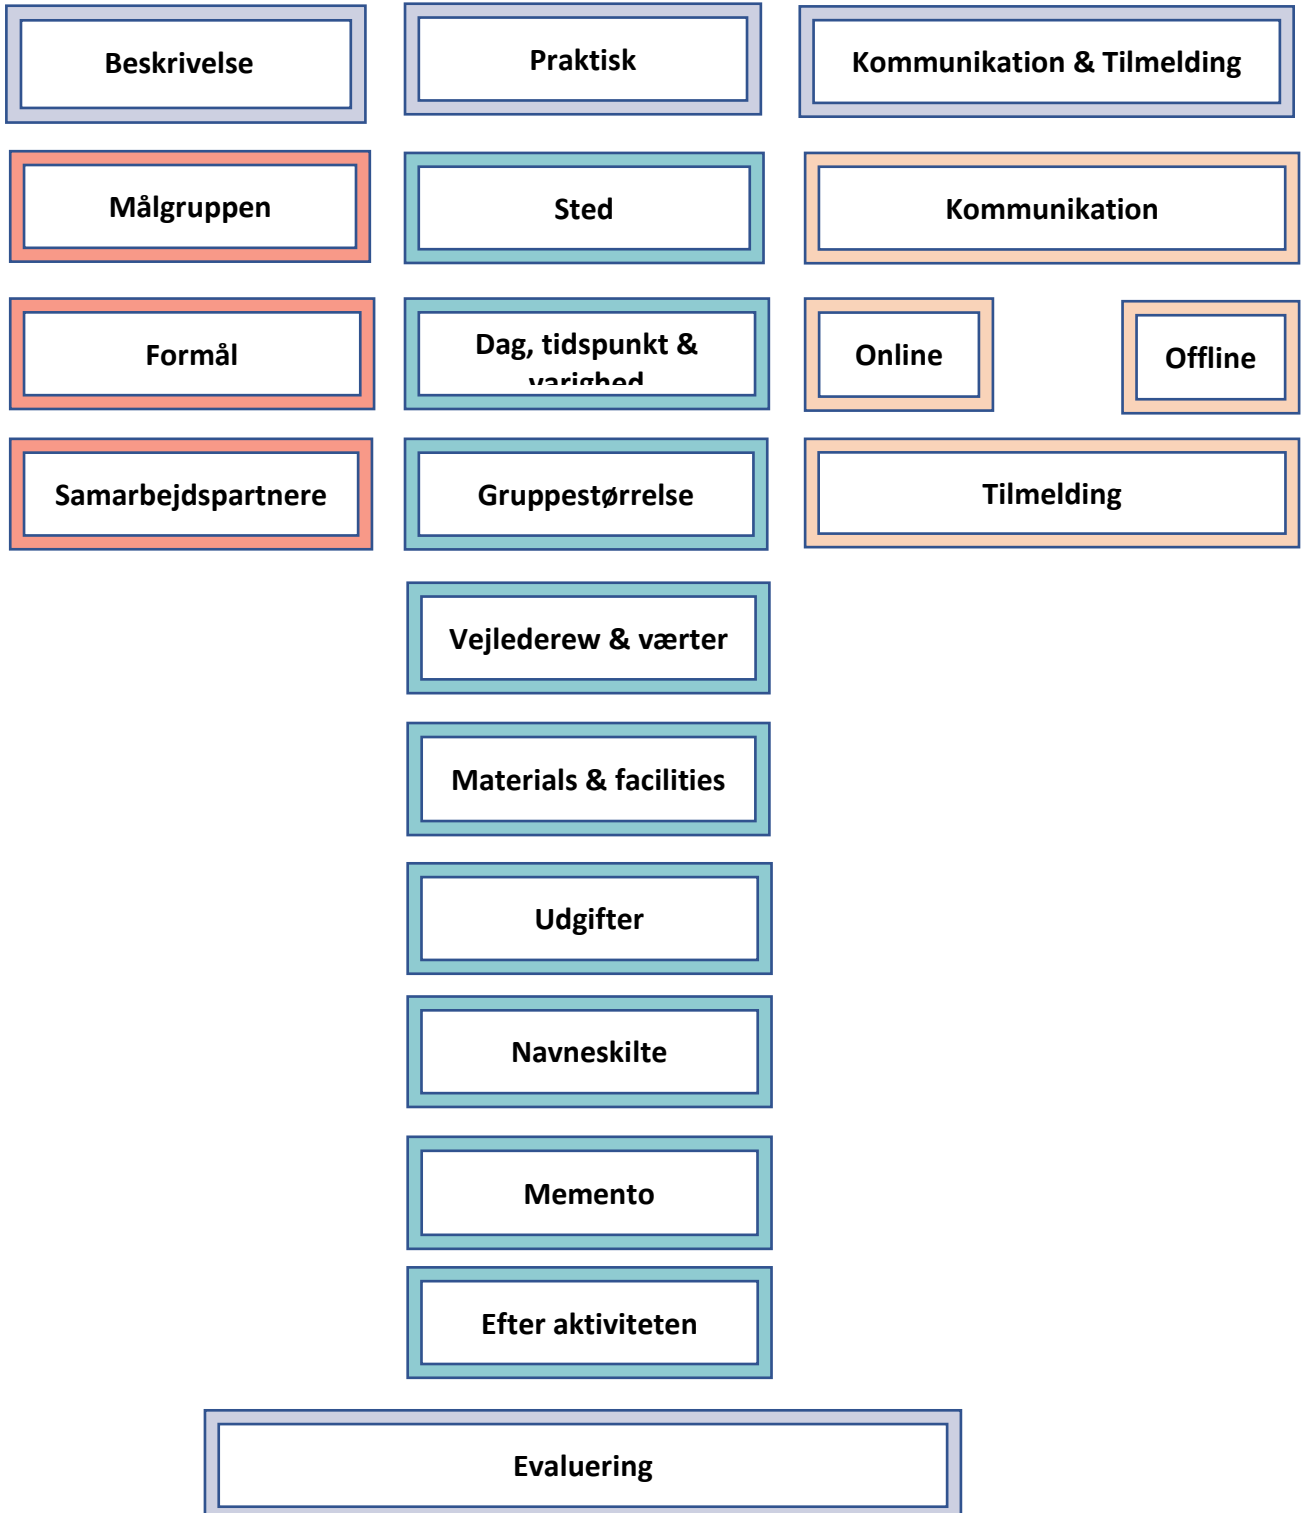 Beskrivelse
Praktisk
Kommunikation & Tilmelding
Målgruppen
Sted
Kommunikation
Formål
Dag, tidspunkt &
varighed
Online
Offline
Samarbejdspartnere
Gruppestørrelse
Tilmelding
Vejlederew & værter
Materials & facilities
Udgifter
Navneskilte
Memento
Efter aktiviteten
Evaluering